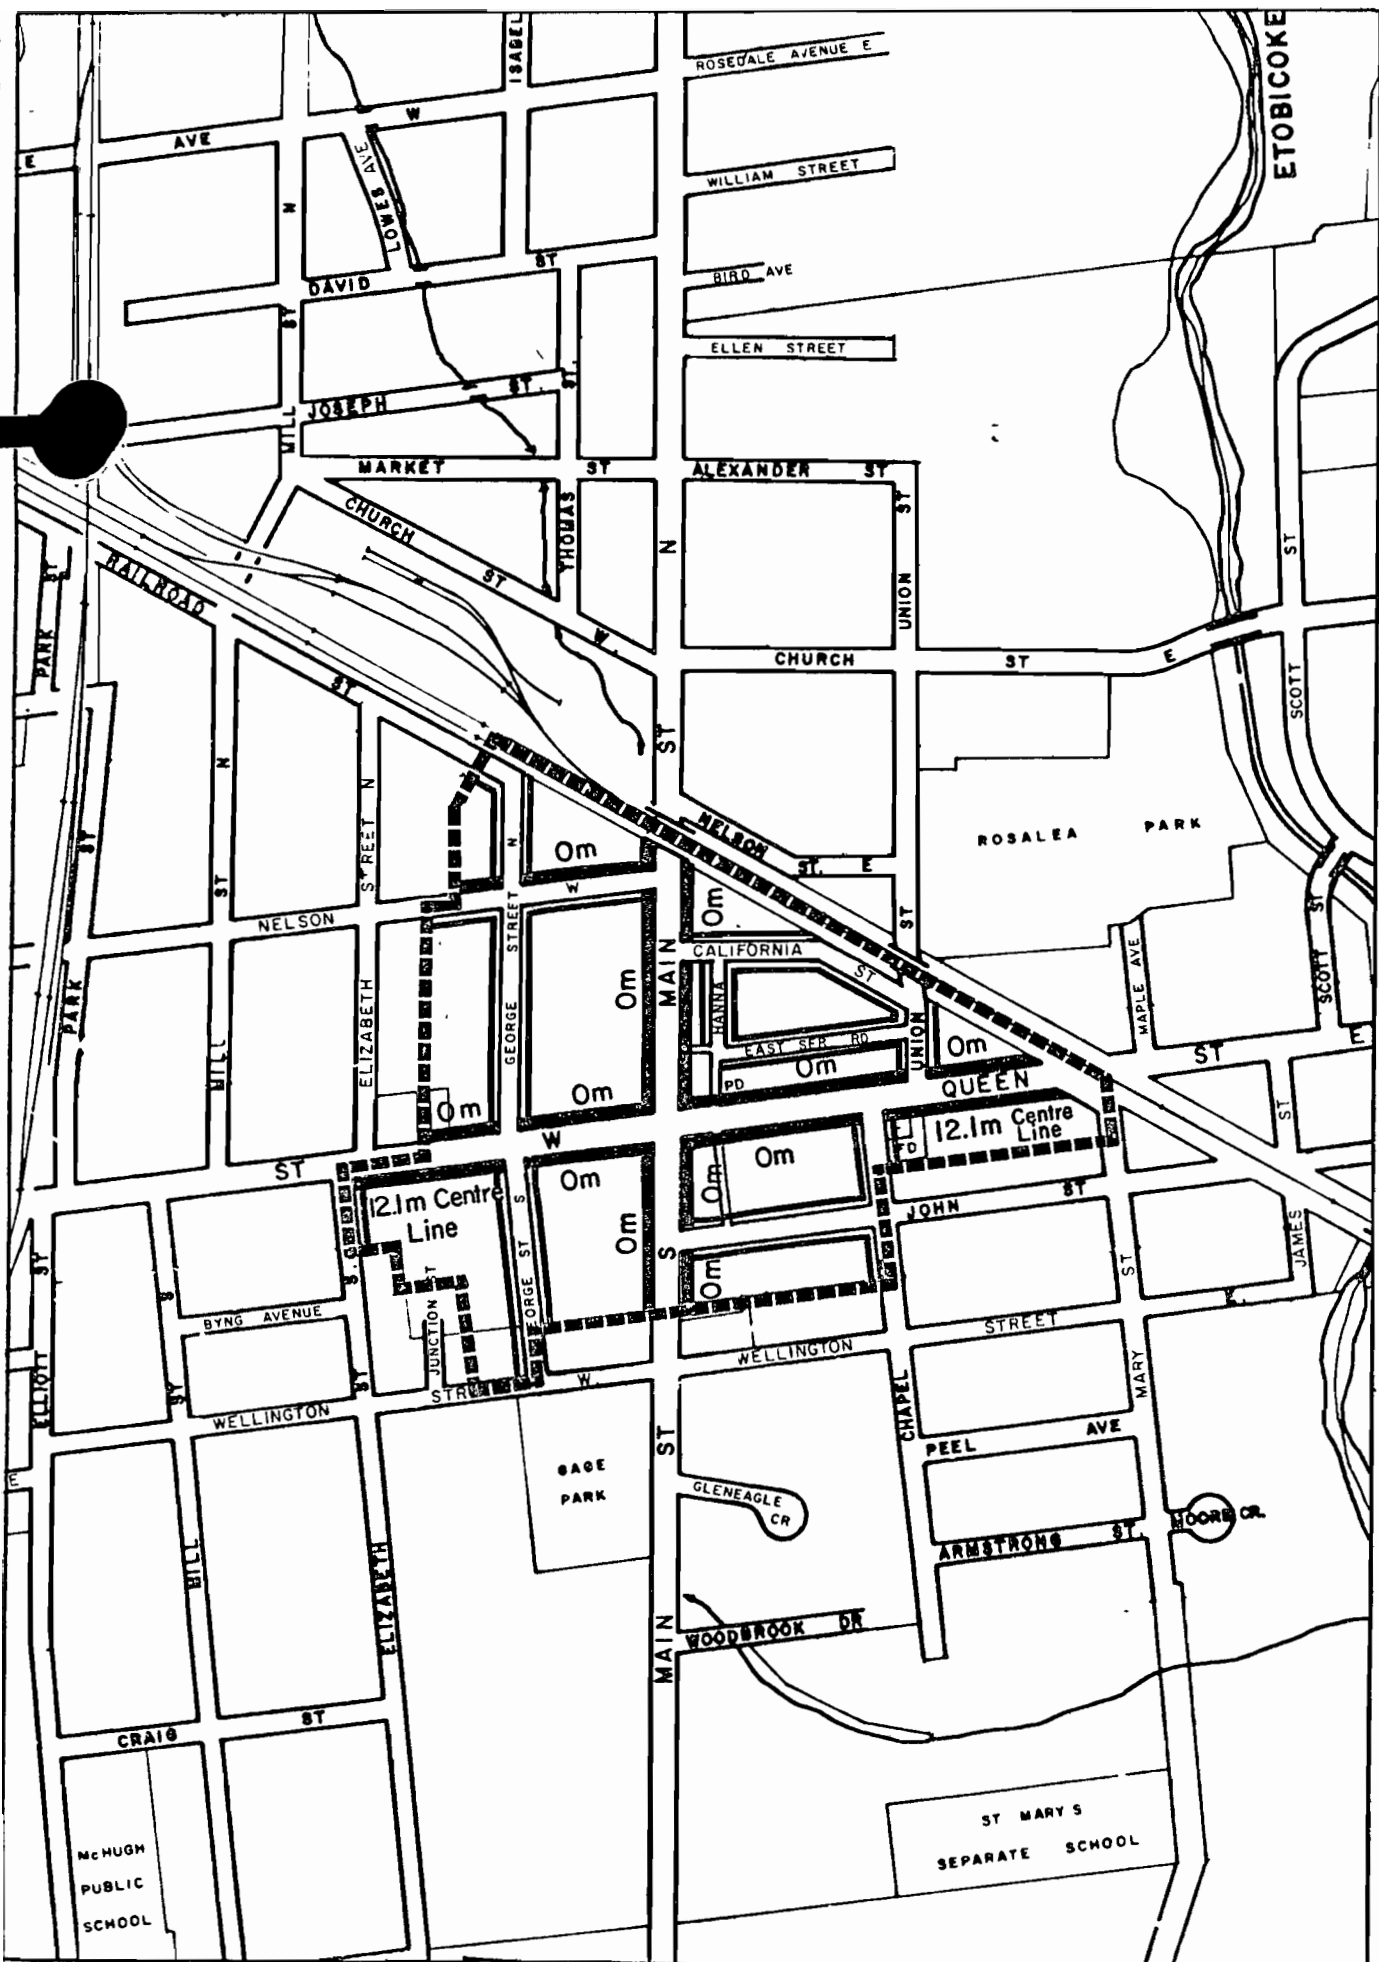 ISABEL
ROSEDALE AVENUE E
ETOBICOKE
W
AVE
E
LOWES AVE
WILLIAM STREET
N
ST
DAVID
BIRD AVE
ST
ELLEN STREET
ST.
ST
JOSEPH
MILL
MARKET ST
ALEXANDER ST
CHURCH
ST
W.
THOMAS
N
ST
UNION
ST
RAILROAD
ST
ST
PARK
CHURCH ST E
SCOTT
ST
N
STREET N
NELSON
ST. E
ROSALEA PARK
N
Om
W
Om
ST
ST
NELSON
STREET
ST
ST
MAIN
CALIFORNIA
ST
MAPLE AVE
SCOTT
PARK
ELIZABETH
GEORGE
Om
HANNA
EAST SER RD
UNION
Om
ST
E
MILL
PD
Om
QUEEN
Om
Om
12.1m Centre
Line
ST
W
ST
Om
Om
Om
12.1m Centre
Line
S
JOHN
ST
Om
S
ST
S.
JAMES
ST
S
Om
BYNG AVENUE
JUNCTION ST
GEORGE ST
STREET
WELLINGTON
ELLIOTT
ST
ST
ST
W.
WELLINGTON
CHAPEL
MARY
PEEL AVE
ST
E
GAGE
PARK
GLENEAGLE
CR
MOORE CR.
ARMSTRONG ST.
MILL
ELIZABETH
MAIN
WOODBROOK DR
CRAIG ST
ST MARY S
SEPARATE SCHOOL
McHUGH
PUBLIC
SCHOOL